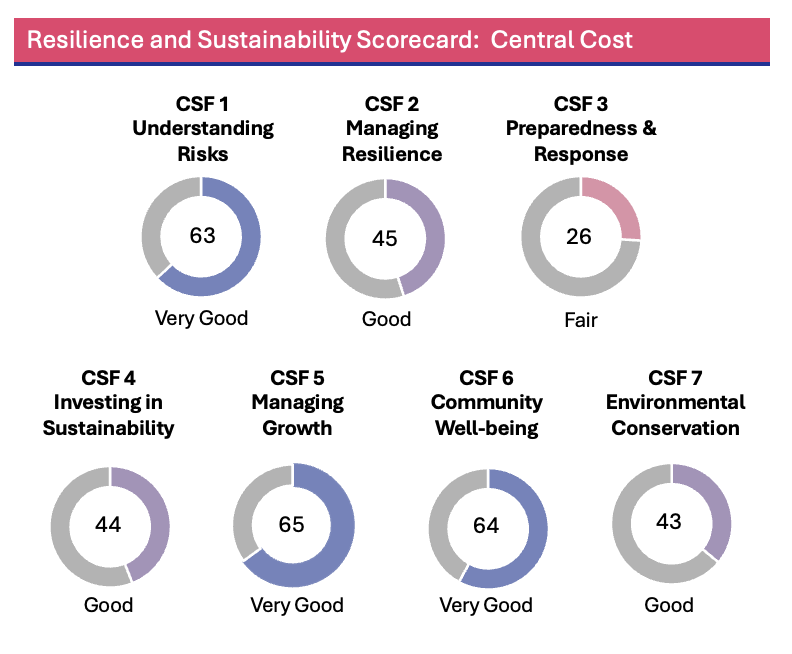 Resilience and Sustainability Scorecard: Central Cost
CSF 1
Understanding
Risks
63
Very Good
CSF 2
Managing
Resilience
45
Good
CSF 3
Preparedness &
Response
26
Fair
CSF 4
Investing in
Sustainability
44
Good
CSF 5
Managing
Growth
65
Very Good
CSF 6
Community
Well-being
64
Very Good
CSF 7
Environmental
Conservation
43
Good